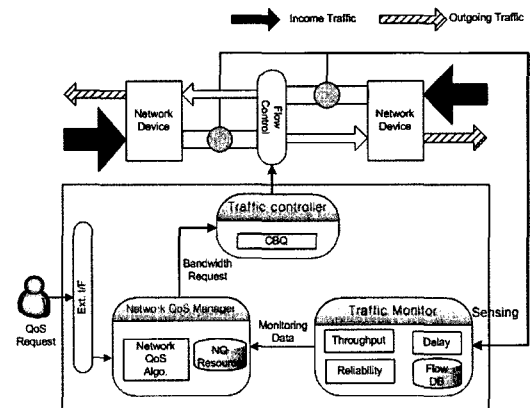 Income Traffic
Outgoing Traffic
Network
Device
Flow
Control
Network
Device
Traffic controller
CBQ
Bandwidth
Request
Ext. I/F
QoS
Request
Network QoS Manager
Network
QoS
Algo.
NQ
Resource
Monitoring
Data
Traffic Monitor
Throughput
Delay
Reliability
Flow
DB
Sensing